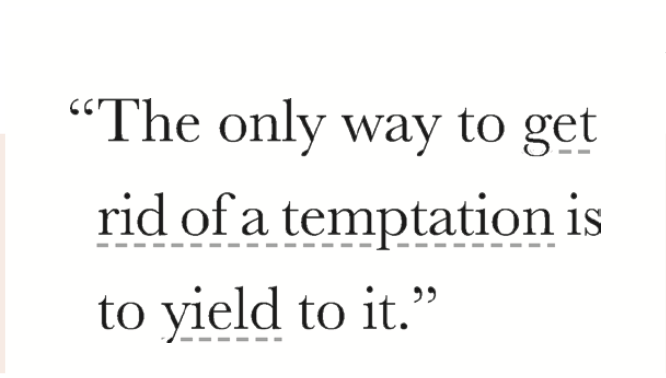 “The only way to get
rid of a temptation is
to yield to it.”